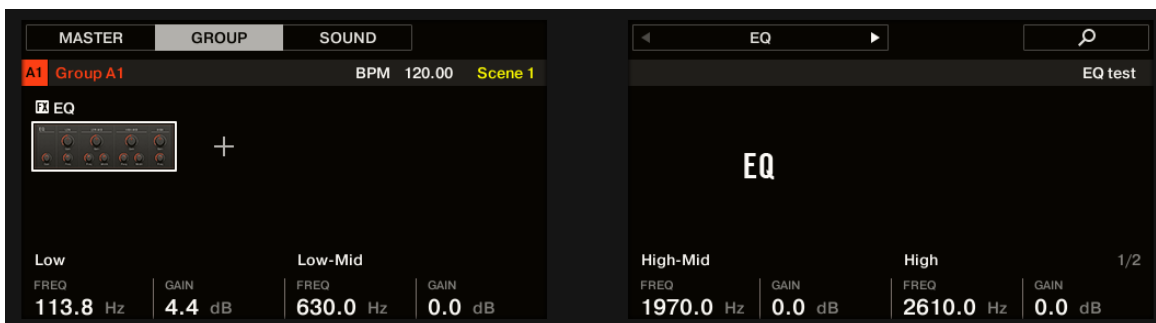 MASTER GROUP SOUND
A1 Group A1 BPM 120.00 Scene 1
FX EQ
Low Low-Mid
FREQ GAIN FREQ GAIN
113.8 Hz 4.4 dB 630.0 Hz 0.0 dB
EQ
EQ test
EQ
High-Mid High 1/2
FREQ GAIN FREQ GAIN
1970.0 Hz 0.0 dB 2610.0 Hz 0.0 dB